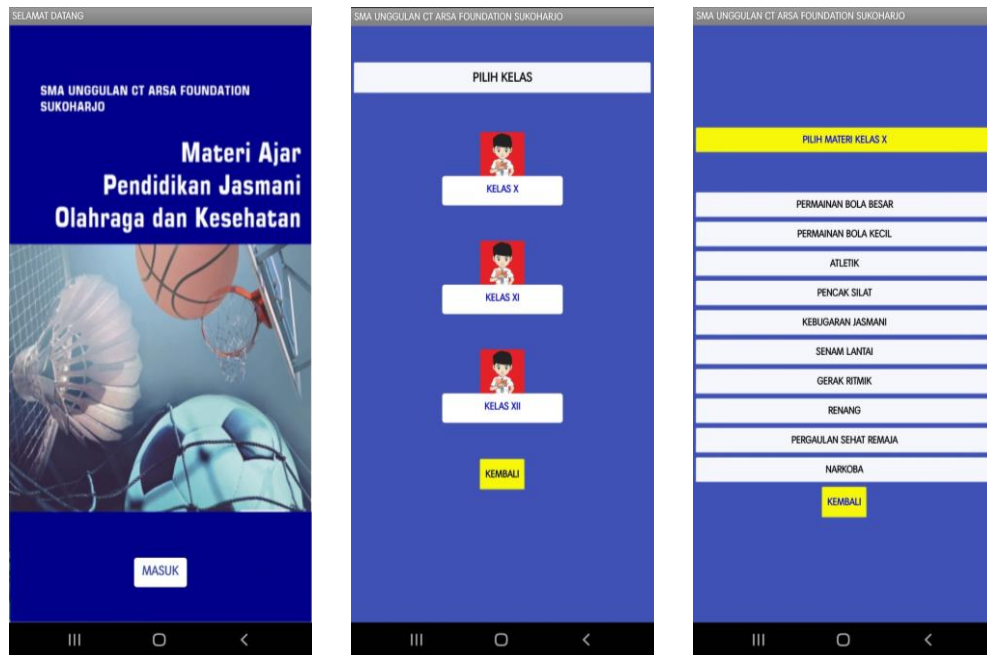 SELAMAT DATANG
SMA UNGGULAN CT ARSA FOUNDATION
SUKOHARJO
Materi Ajar
Pendidikan Jasmani
Olahraga dan Kesehatan
MASUK
SMA UNGGULAN CT ARSA FOUNDATION SUKOHARJO
PILIH KELAS
KELAS X
KELAS XI
KELAS XII
KEMBALI
SMA UNGGULAN CT ARSA FOUNDATION SUKOHARJO
PILIH MATERI KELAS X
PERMAINAN BOLA BESAR
PERMAINAN BOLA KECIL
ATLETIK
PENCAK SILAT
KEBUGARAN JASMANI
SENAM LANTAI
GERAK RITMIK
RENANG
PERGAULAN SEHAT REMAJA
NARKOBA
KEMBALI